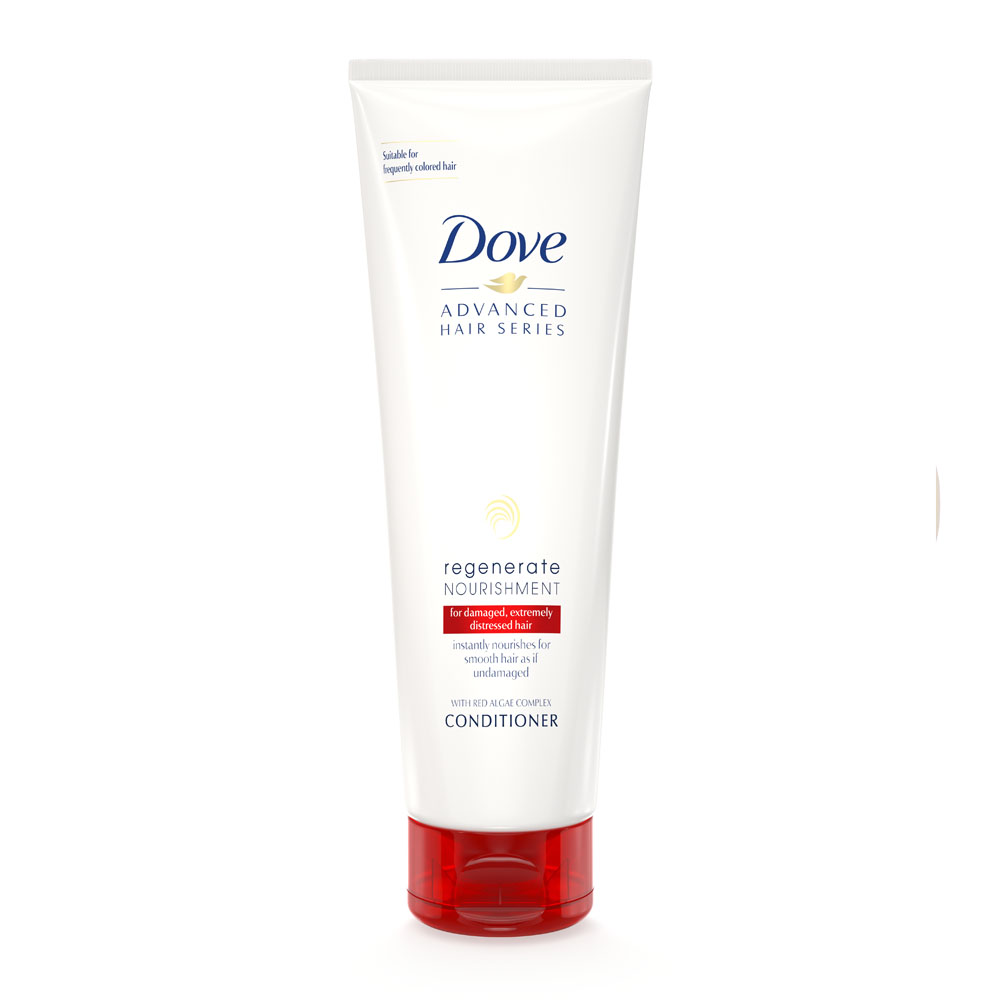 Suitable for
frequently colored hair
Dove
ADVANCED
HAIR SERIES
regenerate
NOURISHMENT
for damaged, extremely
distressed hair
instantly nourishes for
smooth hair as if
undamaged
WITH RED ALGAE COMPLEX
CONDITIONER